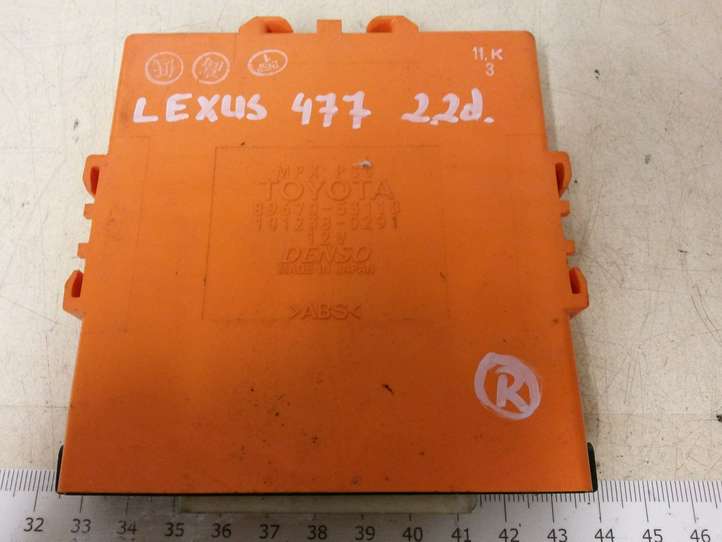 11.K
3
LEXUS 477 2.2d.
MPX
TOYOTA
DENSO
MADE IN JAPAN
>ABS<
R
32 33 34 35 36 37 38 39 40 41 42 43 44 45 46